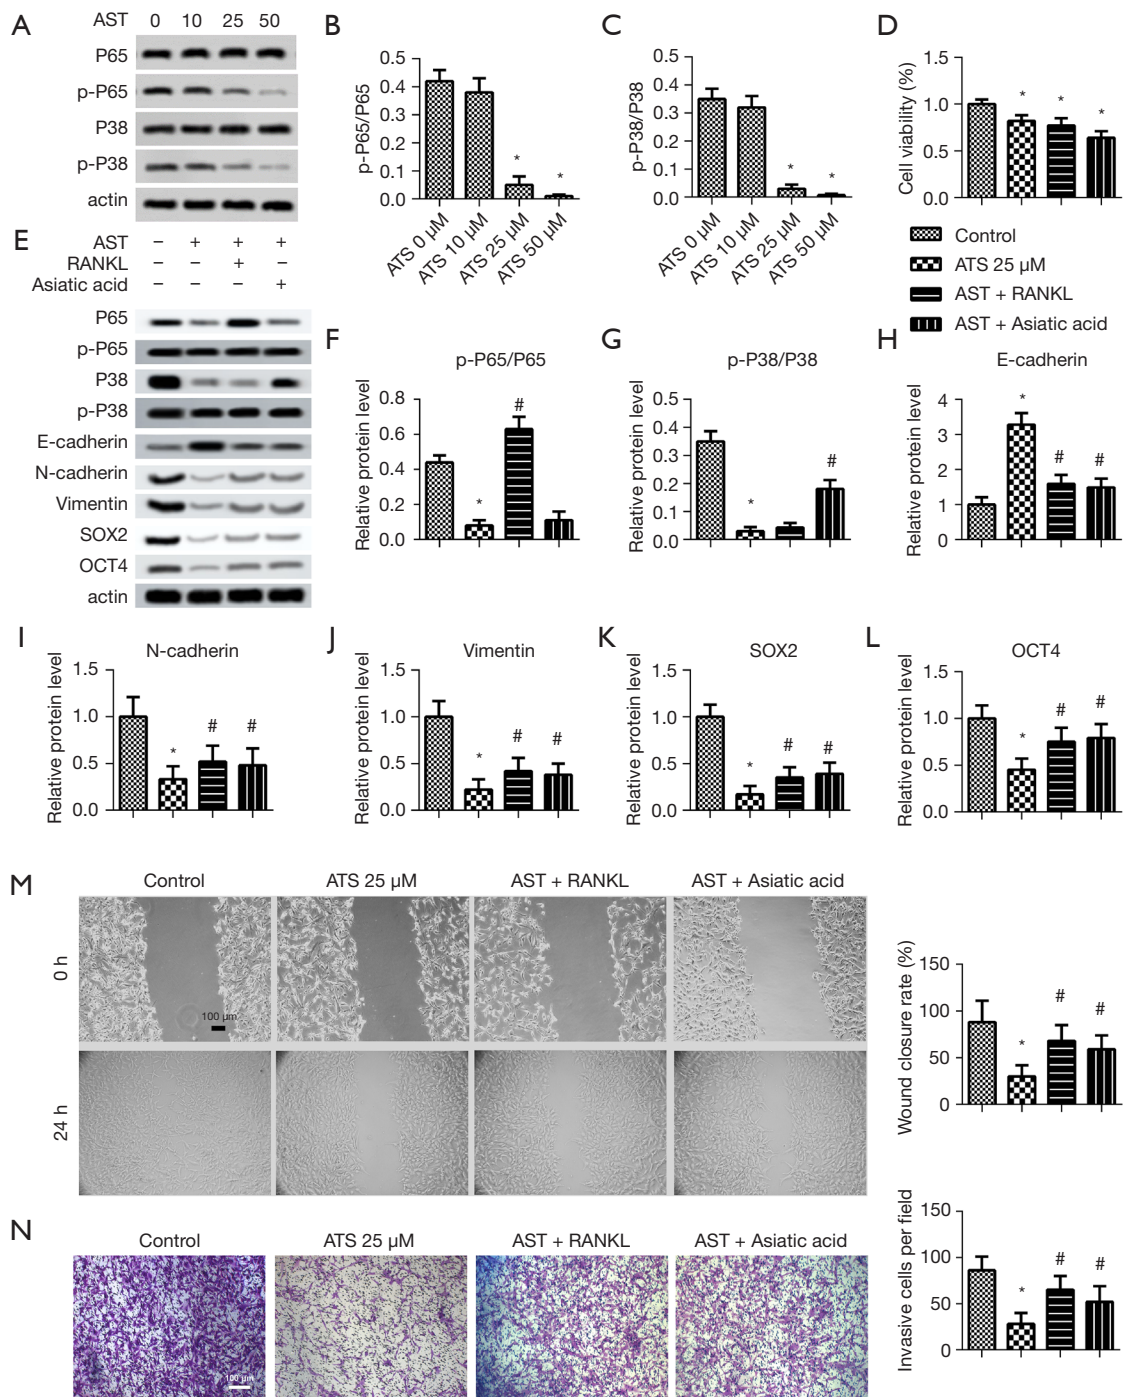 A
AST 0 10 25 50
P65
p-P65
P38
p-P38
actin
B
p-P65/P65
0.5
0.4
0.3
0.2
0.1
0.0
ATS 0 µM
ATS 10 µM
ATS 25 µM
ATS 50 µM
* *
C
p-P38/P38
0.5
0.4
0.3
0.2
0.1
0.0
ATS 0 µM
ATS 10 µM
ATS 25 µM
ATS 50 µM
* *
D
Cell viability (%)
1.5
1.0
0.5
0.0
* * *
Control
ATS 25 µM
AST + RANKL
AST + Asiatic acid
E
AST − + + +
RANKL − − + −
Asiatic acid − − − +
P65
p-P65
P38
p-P38
E-cadherin
N-cadherin
Vimentin
SOX2
OCT4
actin
F
p-P65/P65
Relative protein level
0.8
0.6
0.4
0.2
0.0
* #
G
p-P38/P38
Relative protein level
0.5
0.4
0.3
0.2
0.1
0.0
* #
H
E-cadherin
Relative protein level
4
3
2
1
0
* # #
I
N-cadherin
Relative protein level
1.5
1.0
0.5
0.0
* # #
J
Vimentin
Relative protein level
1.5
1.0
0.5
0.0
* # #
K
SOX2
Relative protein level
1.5
1.0
0.5
0.0
* # #
L
OCT4
Relative protein level
1.5
1.0
0.5
0.0
* # #
M
Control ATS 25 µM AST + RANKL AST + Asiatic acid
0 h
100 µm
24 h
Wound closure rate (%)
150
100
50
0
* # #
N
Control ATS 25 µM AST + RANKL AST + Asiatic acid
100 µm
Invasive cells per field
150
100
50
0
* # #